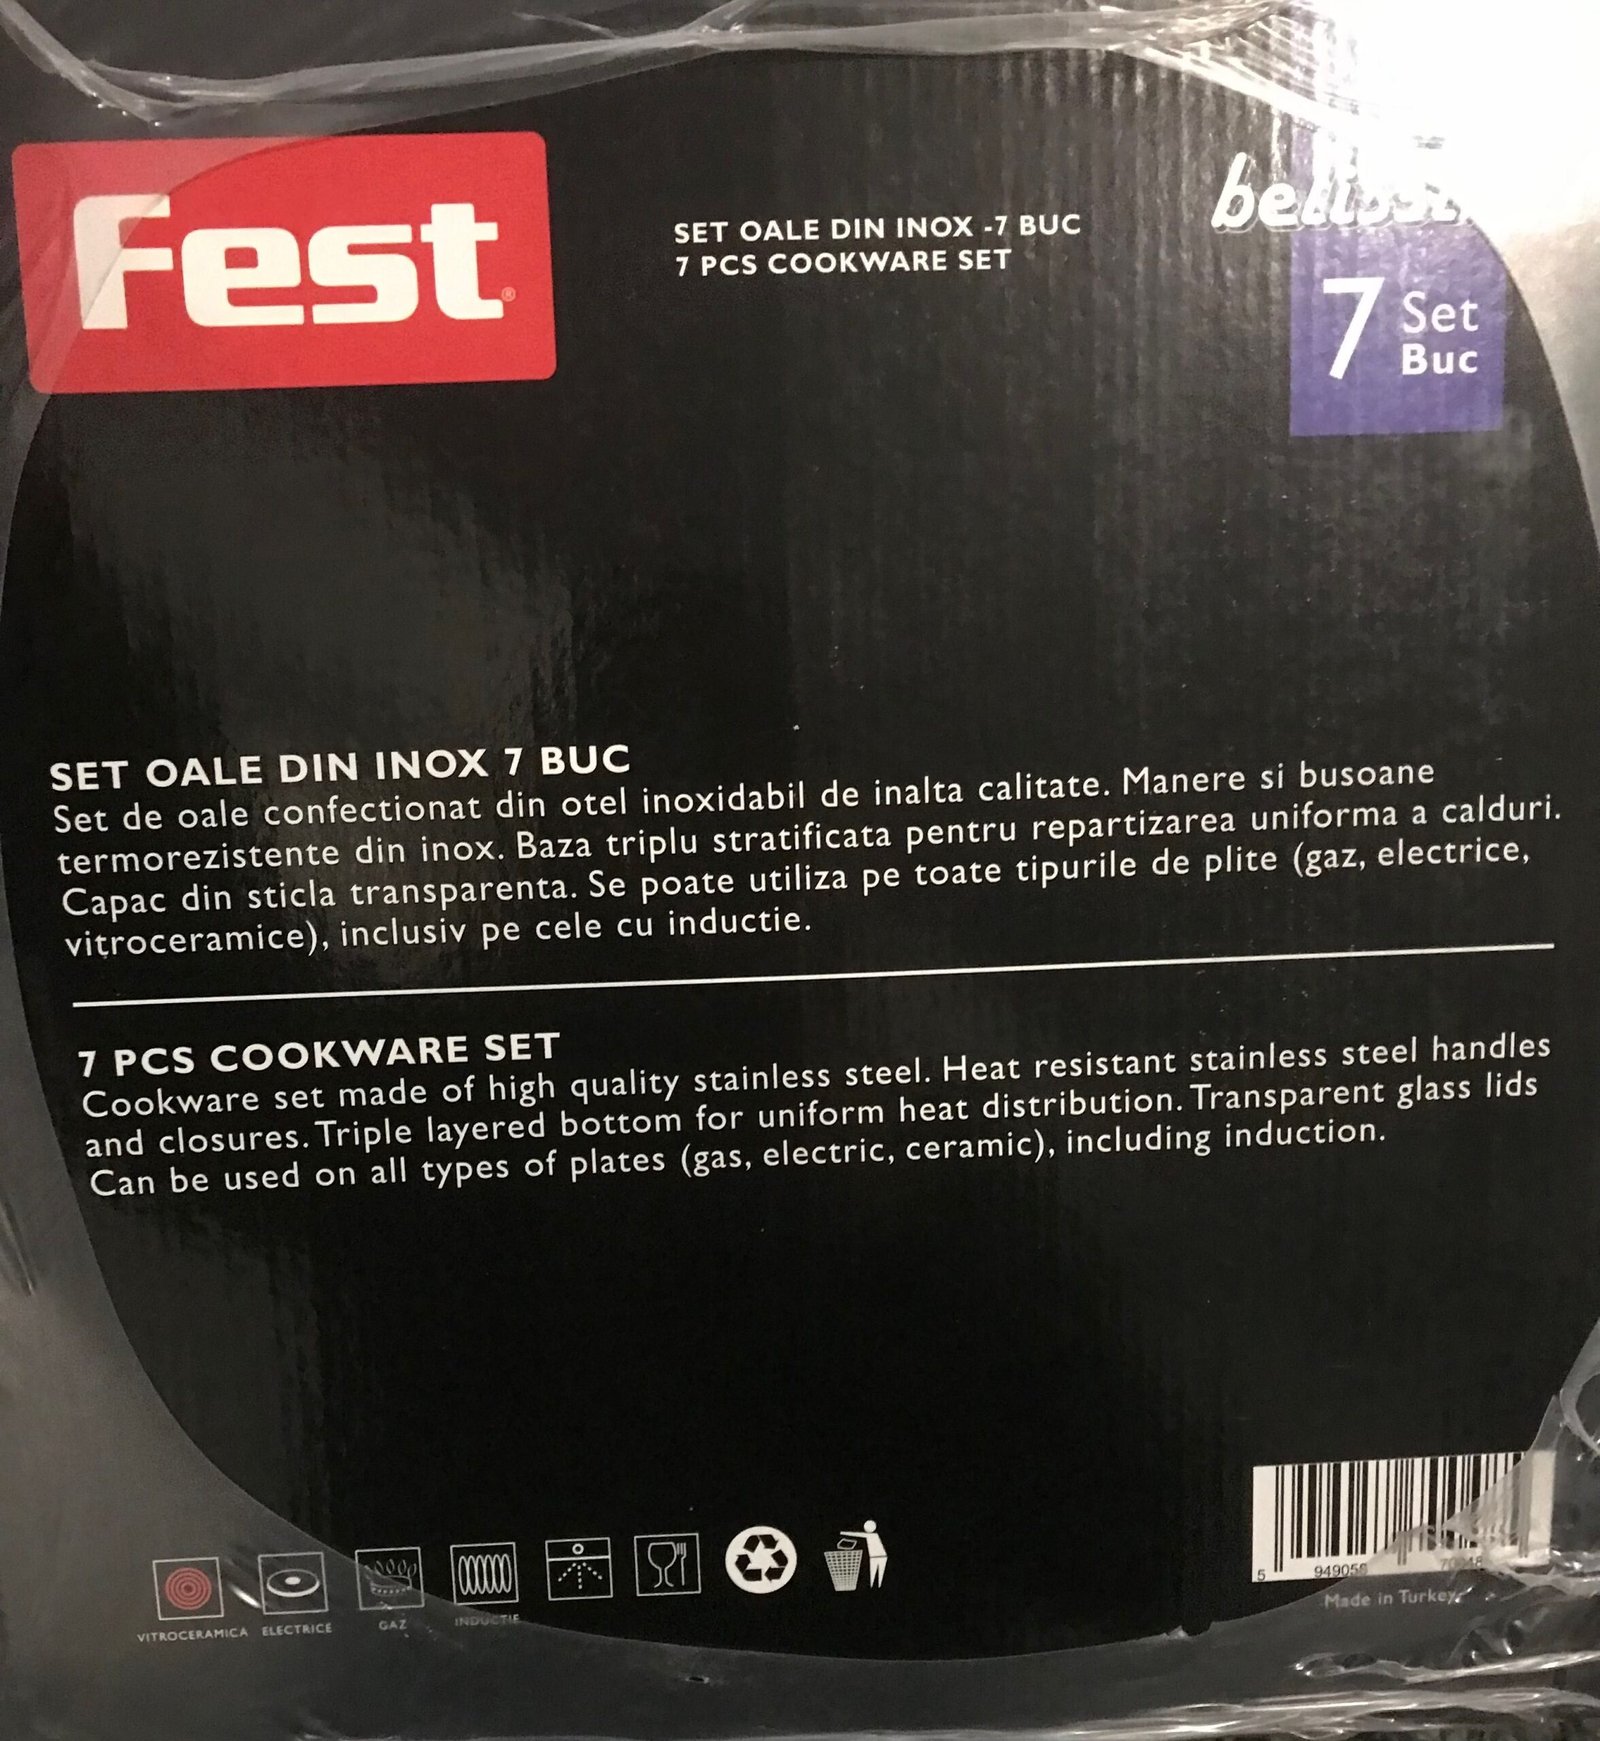 Fest®
SET OALE DIN INOX -7 BUC
7 PCS COOKWARE SET
7 Set
Buc
SET OALE DIN INOX 7 BUC
Set de oale confectionat din otel inoxidabil de inalta calitate. Manere si busoane
termorezistente din inox. Baza triplu stratificata pentru repartizarea uniforma a calduri.
Capac din sticla transparenta. Se poate utiliza pe toate tipurile de plite (gaz, electrice,
vitroceramice), inclusiv pe cele cu inductie.
7 PCS COOKWARE SET
Cookware set made of high quality stainless steel. Heat resistant stainless steel handles
and closures. Triple layered bottom for uniform heat distribution. Transparent glass lids
Can be used on all types of plates (gas, electric, ceramic), including induction.
VITROCERAMICA ELECTRICE GAZ INDUCTIE
5
Made in Turkey